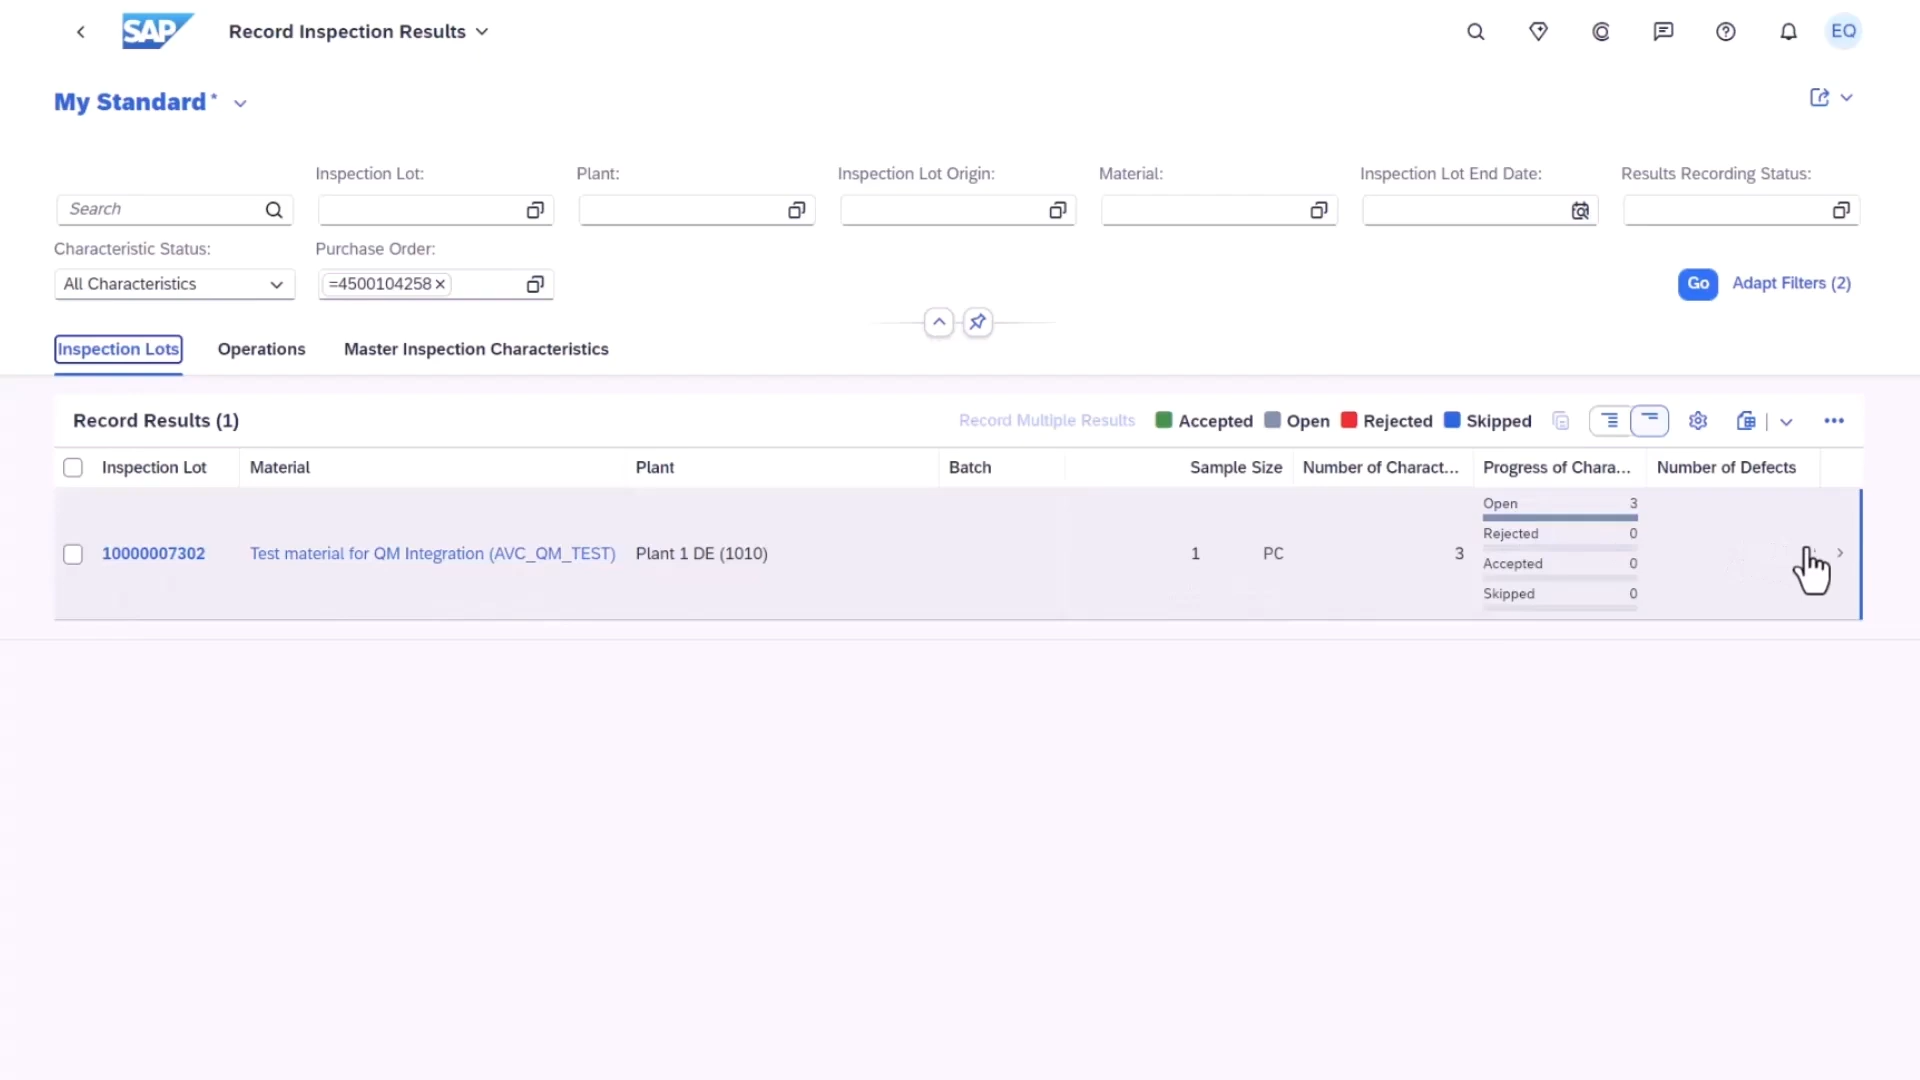 SAP Record Inspection Results EQ
My Standard *
Inspection Lot: Plant: Inspection Lot Origin: Material: Inspection Lot End Date: Results Recording Status:
Search
Characteristic Status: Purchase Order:
All Characteristics =4500104258 Go Adapt Filters (2)
Inspection Lots Operations Master Inspection Characteristics
Record Results (1) Record Multiple Results Accepted Open Rejected Skipped
Inspection Lot Material Plant Batch Sample Size Number of Charact... Progress of Chara... Number of Defects
Open 3
Rejected 0
10000007302 Test material for QM Integration (AVC_QM_TEST) Plant 1 DE (1010) 1 PC 3
Accepted 0
Skipped 0